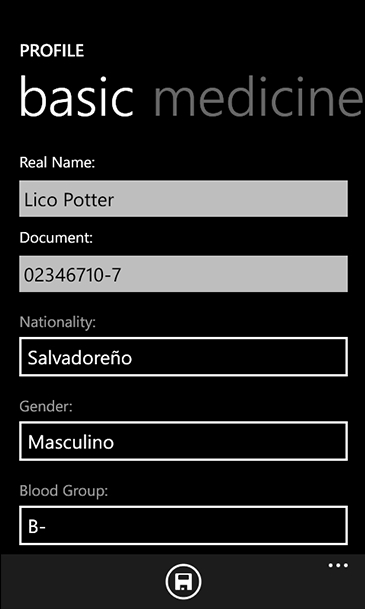 PROFILE
basic medicine
Real Name:
Lico Potter
Document:
02346710-7
Nationality:
Salvadoreño
Gender:
Masculino
Blood Group:
B-